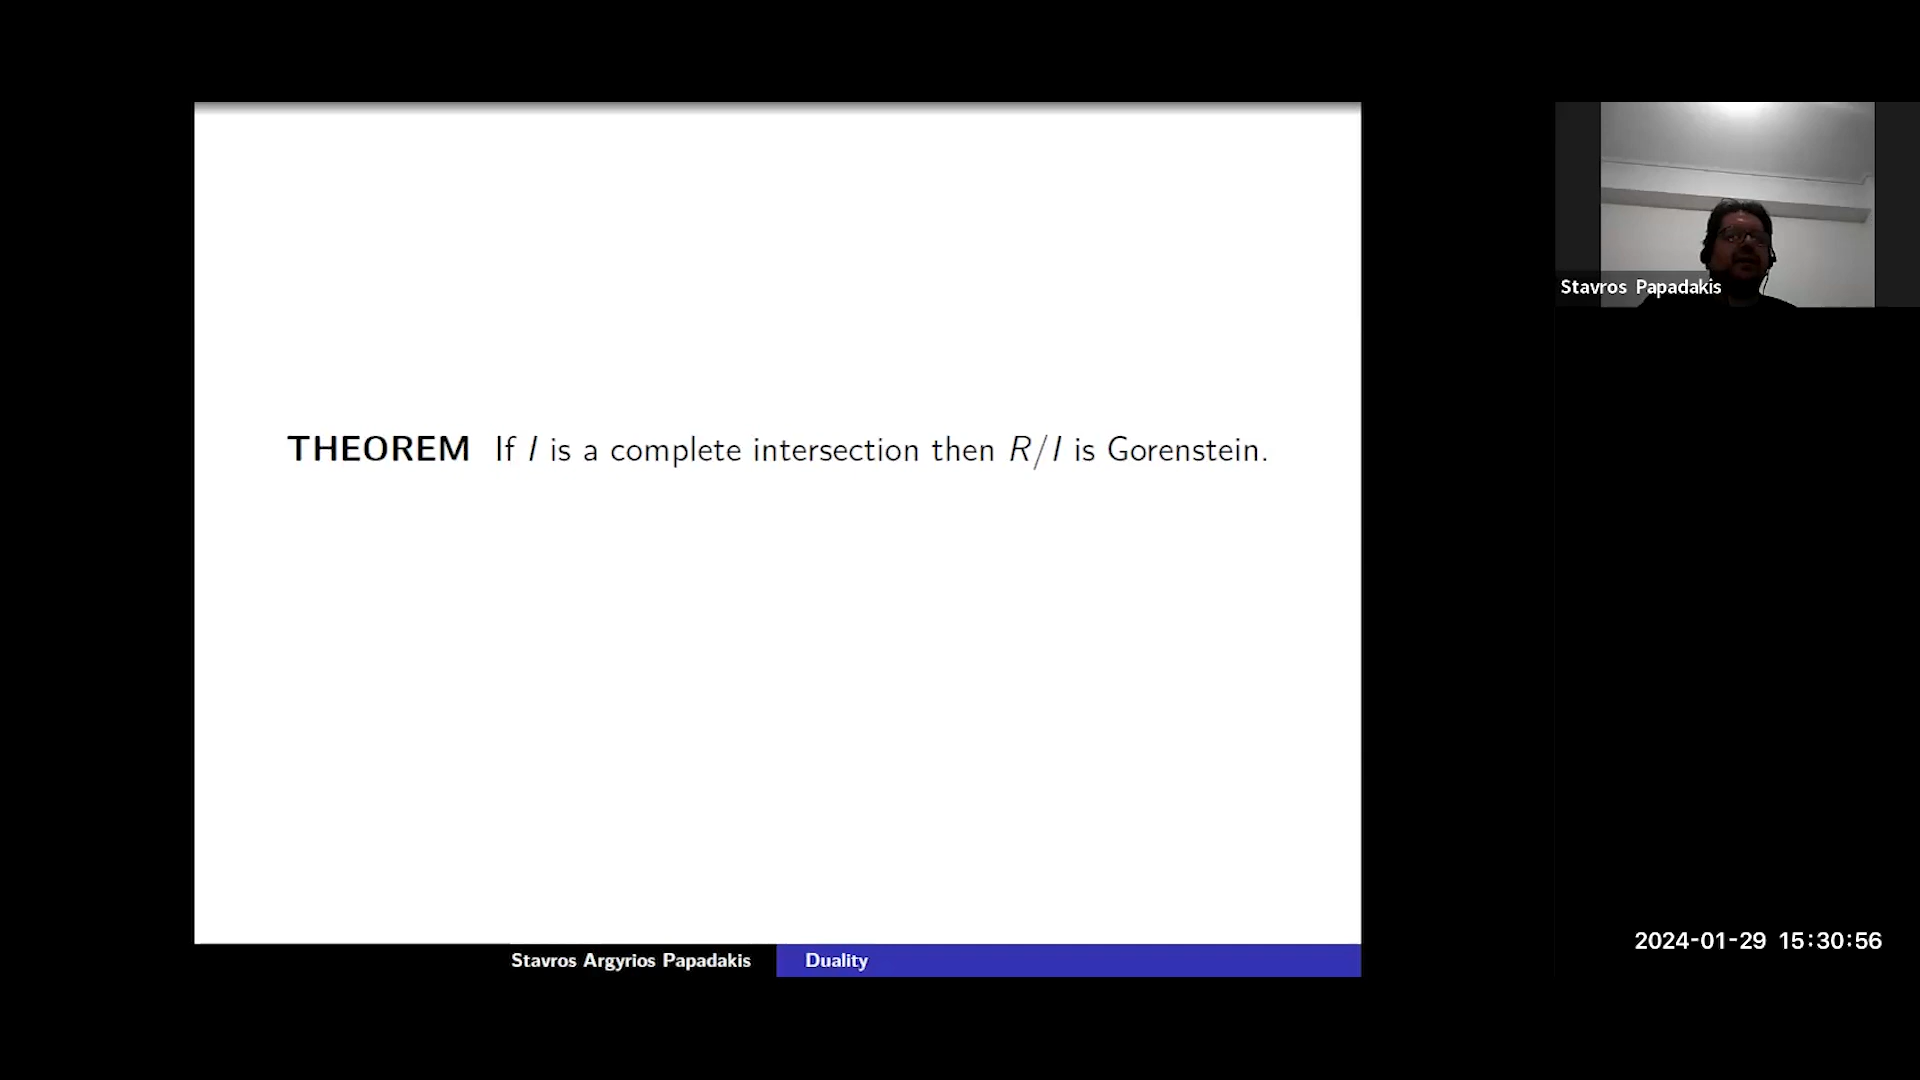 THEOREM If I is a complete intersection then R/I is Gorenstein.
Stavros Argyrios Papadakis Duality
Stavros Papadakis
2024-01-29 15:30:56